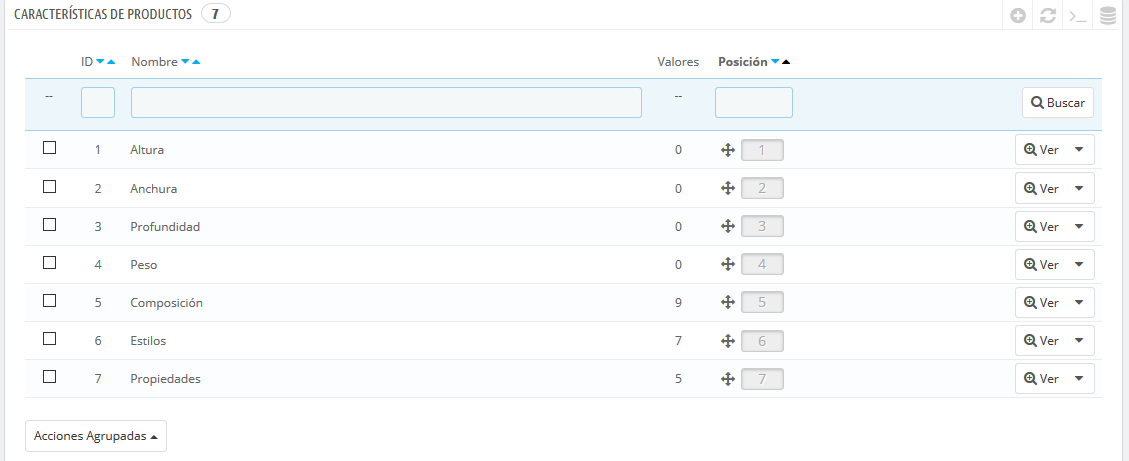 CARACTERÍSTICAS DE PRODUCTOS 7
ID Nombre Valores Posición
-- -- Buscar
1 Altura 0 1 Ver
2 Anchura 0 2 Ver
3 Profundidad 0 3 Ver
4 Peso 0 4 Ver
5 Composición 9 5 Ver
6 Estilos 7 6 Ver
7 Propiedades 5 7 Ver
Acciones Agrupadas